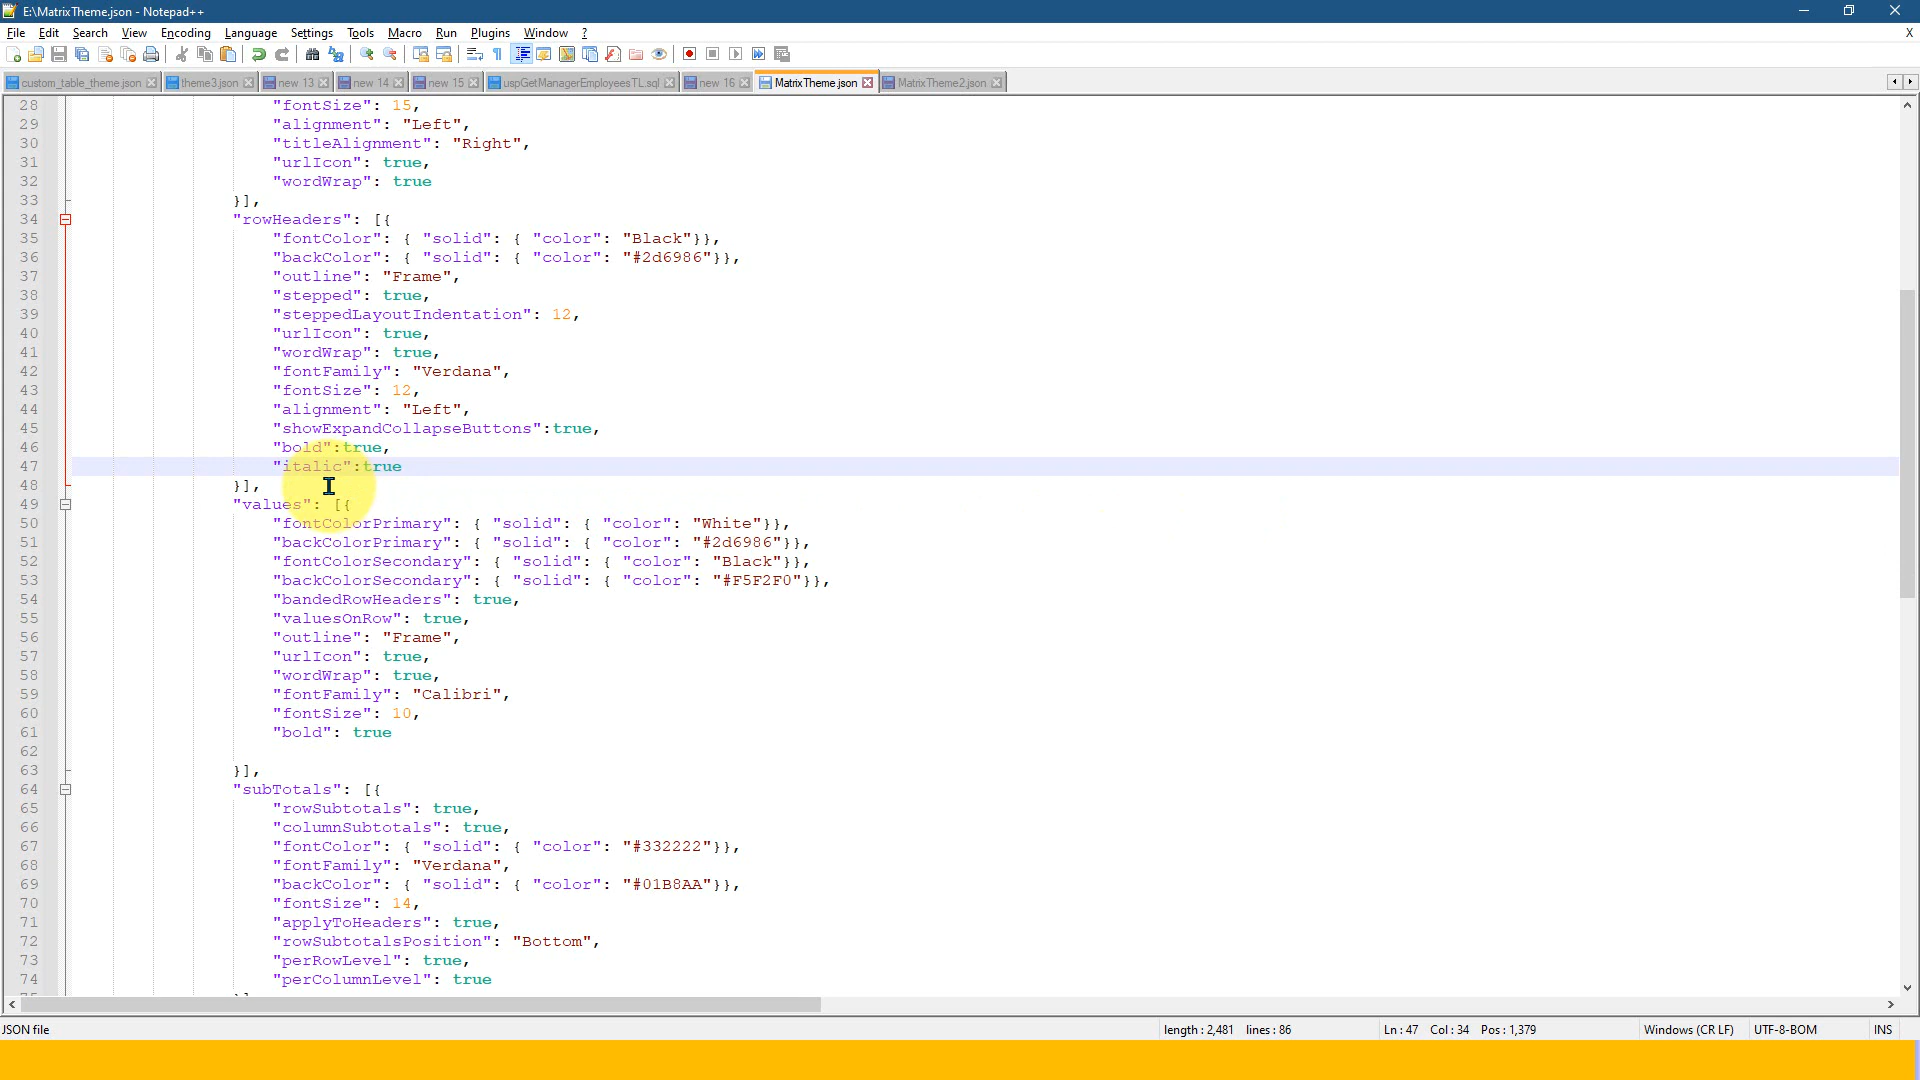 E:\MatrixTheme.json - Notepad++
File Edit Search View Encoding Language Settings Tools Macro Run Plugins Window ? X
custom_table_theme.json theme3.json new 13 new 14 new 15 uspGetManagerEmployeesTL.sql new 16 MatrixTheme.json MatrixTheme2.json
28 "fontSize": 15,
29 "alignment": "Left",
30 "titleAlignment": "Right",
31 "urlIcon": true,
32 "wordWrap": true
33 }],
34 "rowHeaders": [{
35 "fontColor": { "solid": { "color": "Black"}},
36 "backColor": { "solid": { "color": "#2d6986"}},
37 "outline": "Frame",
38 "stepped": true,
39 "steppedLayoutIndentation": 12,
40 "urlIcon": true,
41 "wordWrap": true,
42 "fontFamily": "Verdana",
43 "fontSize": 12,
44 "alignment": "Left",
45 "showExpandCollapseButtons":true,
46 "bold":true,
47 "italic":true
48 }],
49 "values": [{
50 "fontColorPrimary": { "solid": { "color": "White"}},
51 "backColorPrimary": { "solid": { "color": "#2d6986"}},
52 "fontColorSecondary": { "solid": { "color": "Black"}},
53 "backColorSecondary": { "solid": { "color": "#F5F2F0"}},
54 "bandedRowHeaders": true,
55 "valuesOnRow": true,
56 "outline": "Frame",
57 "urlIcon": true,
58 "wordWrap": true,
59 "fontFamily": "Calibri",
60 "fontSize": 10,
61 "bold": true
62
63 }],
64 "subTotals": [{
65 "rowSubtotals": true,
66 "columnSubtotals": true,
67 "fontColor": { "solid": { "color": "#332222"}},
68 "fontFamily": "Verdana",
69 "backColor": { "solid": { "color": "#01B8AA"}},
70 "fontSize": 14,
71 "applyToHeaders": true,
72 "rowSubtotalsPosition": "Bottom",
73 "perRowLevel": true,
74 "perColumnLevel": true
JSON file length : 2,481 lines : 86 Ln : 47 Col : 34 Pos : 1,379 Windows (CR LF) UTF-8-BOM INS